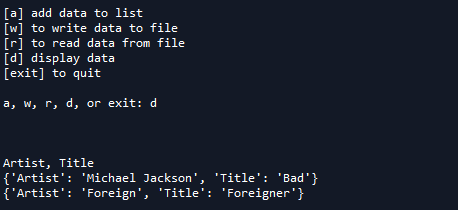 [a] add data to list
[w] to write data to file
[r] to read data from file
[d] display data
[exit] to quit
a, w, r, d, or exit: d
Artist, Title
{'Artist': 'Michael Jackson', 'Title': 'Bad'}
{'Artist': 'Foreign', 'Title': 'Foreigner'}